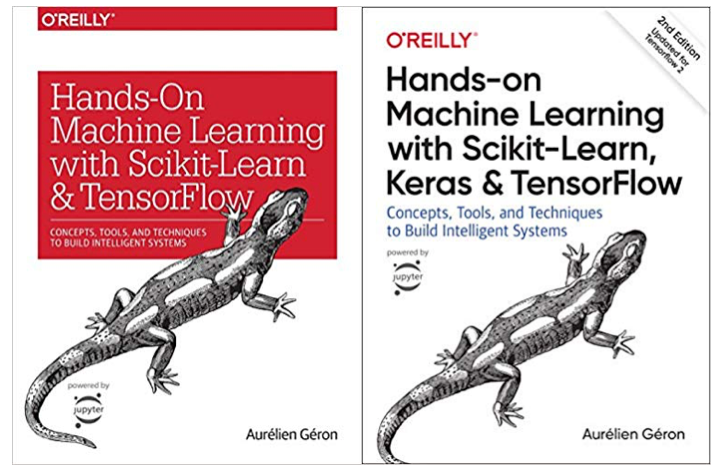 O'REILLY®
Hands-On
Machine Learning
with Scikit-Learn
& TensorFlow
CONCEPTS, TOOLS, AND TECHNIQUES
TO BUILD INTELLIGENT SYSTEMS
powered by
jupyter
Aurélien Géron
O'REILLY®
2nd Edition
Updated for
Tensorflow 2
Hands-on
Machine Learning
with Scikit-Learn,
Keras & TensorFlow
Concepts, Tools, and Techniques
to Build Intelligent Systems
powered by
jupyter
Aurélien Géron